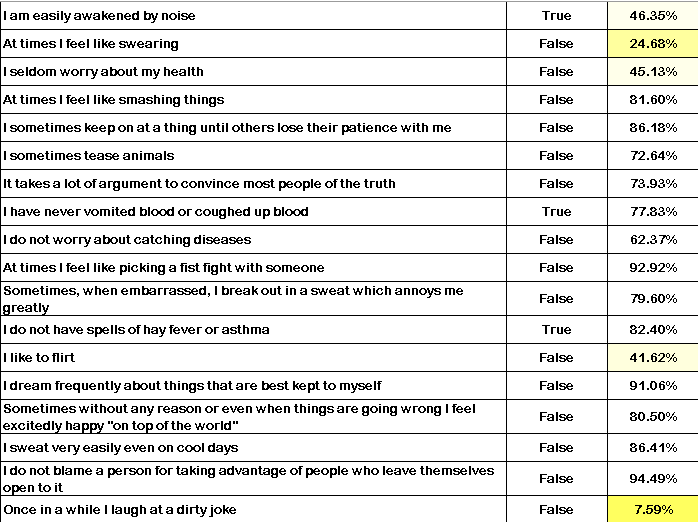 I am easily awakened by noise True 46.35%
At times I feel like swearing False 24.68%
I seldom worry about my health False 45.13%
At times I feel like smashing things False 81.60%
I sometimes keep on at a thing until others lose their patience with me False 86.18%
I sometimes tease animals False 72.64%
It takes a lot of argument to convince most people of the truth False 73.93%
I have never vomited blood or coughed up blood True 77.83%
I do not worry about catching diseases False 62.37%
At times I feel like picking a fist fight with someone False 92.92%
Sometimes, when embarrassed, I break out in a sweat which annoys me
greatly False 79.60%
I do not have spells of hay fever or asthma True 82.40%
I like to flirt False 41.62%
I dream frequently about things that are best kept to myself False 91.06%
Sometimes without any reason or even when things are going wrong I feel
excitedly happy "on top of the world" False 80.50%
I sweat very easily even on cool days False 86.41%
I do not blame a person for taking advantage of people who leave themselves
open to it False 94.49%
Once in a while I laugh at a dirty joke False 7.59%